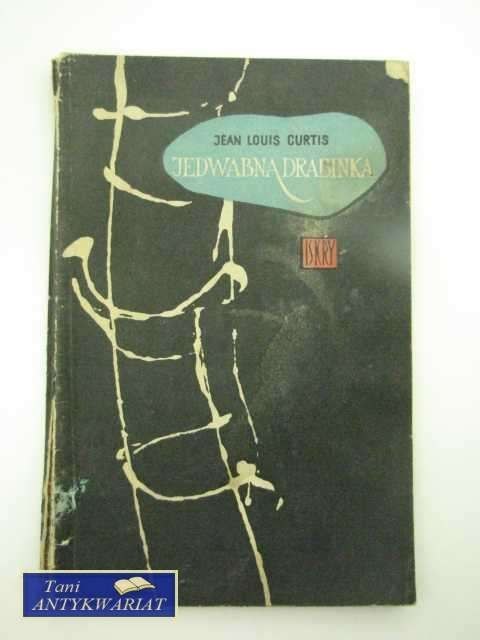 JEAN LOUIS CURTIS
JEDWABNA DRABINKA
ISKRY
Tani
ANTYKWARIAT